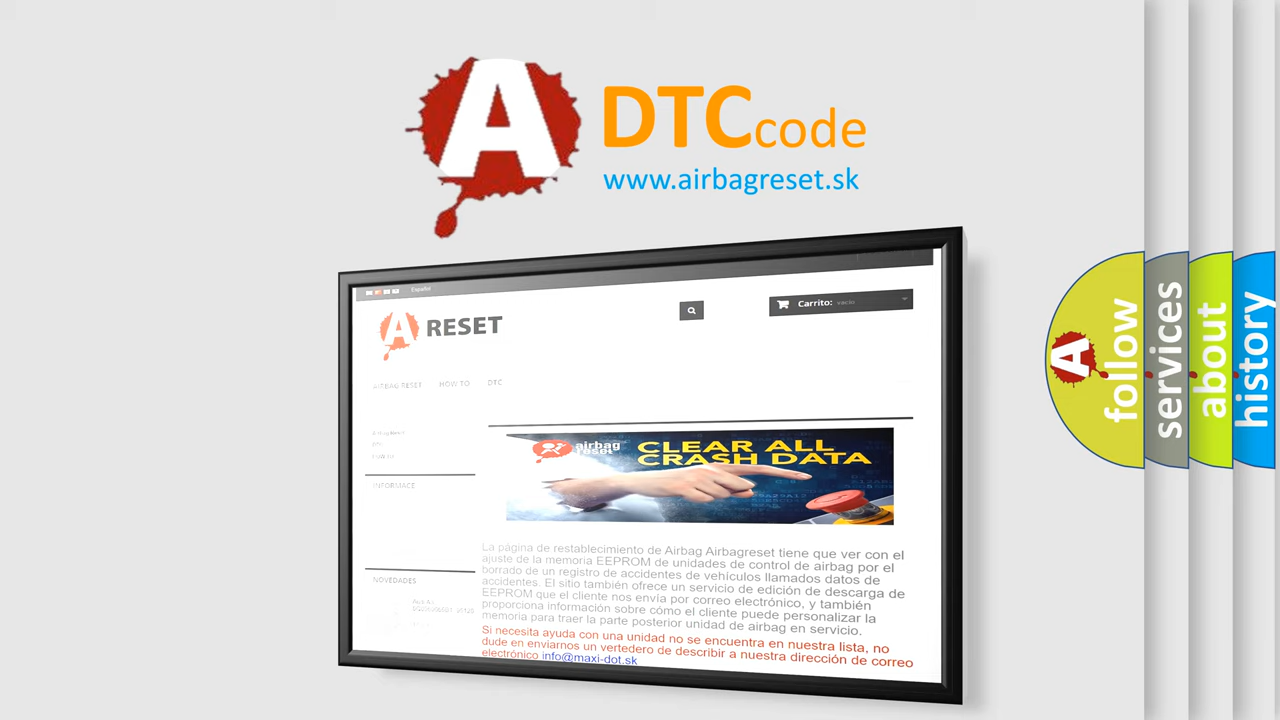 A
DTCcode
www.airbagreset.sk
Español
A RESET
Carrito: vacío
AIRBAG RESET HOW TO DTC
INFORMACE
airbag
reset
CLEAR ALL
CRASH DATA
La página de restablecimiento de Airbag Airbagreset tiene que ver con el
ajuste de la memoria EEPROM de unidades de control de airbag por el
borrado de un registro de accidentes de vehículos llamados datos de
accidentes. El sitio también ofrece un servicio de edición de descarga de
EEPROM que el cliente nos envía por correo electrónico, y también
proporciona información sobre cómo el cliente puede personalizar la
memoria para traer la parte posterior unidad de airbag en servicio.
Si necesita ayuda con una unidad no se encuentra en nuestra lista, no
dude en enviarnos un vertedero de describir a nuestra dirección de correo
electrónico info@maxi-dot.sk
NOVEDADES
A
follow
services
about
history